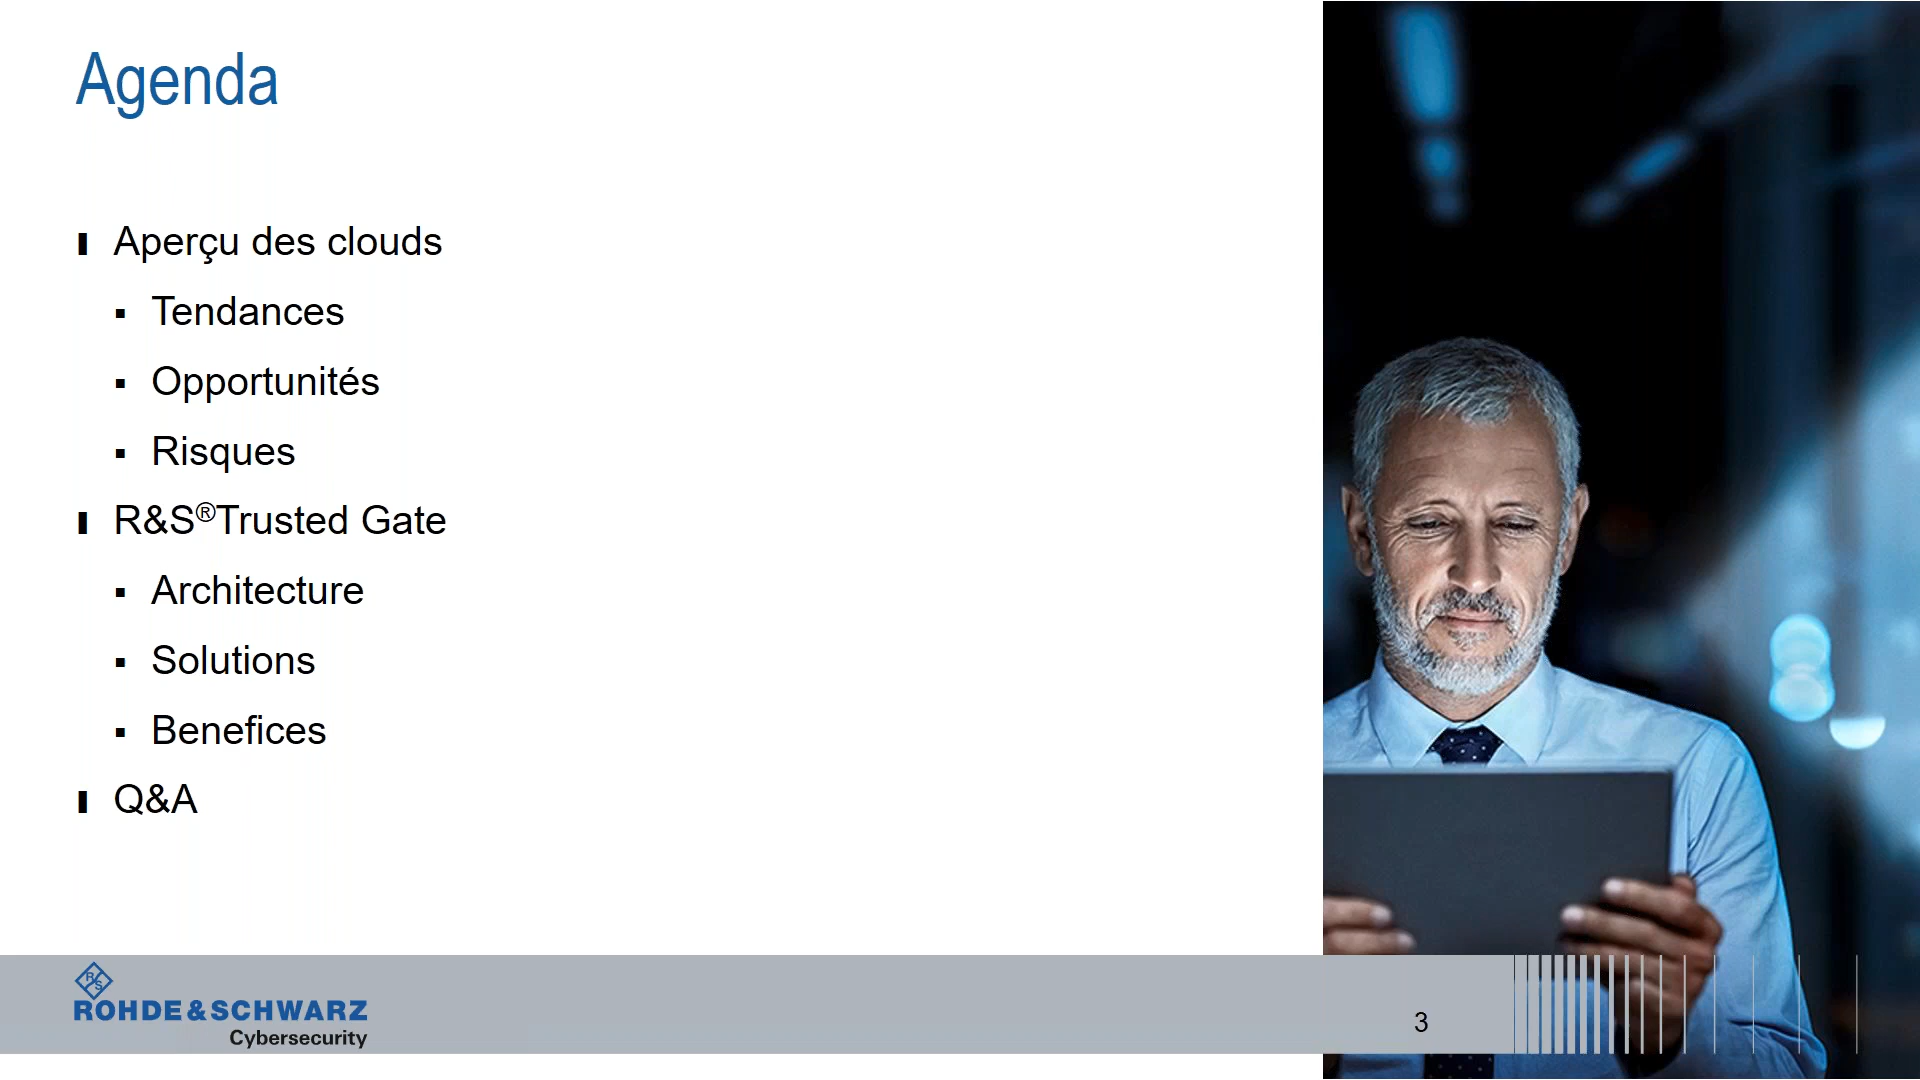 Agenda
Aperçu des clouds
Tendances
Opportunités
Risques
R&S®Trusted Gate
Architecture
Solutions
Benefices
Q&A
R S
ROHDE&SCHWARZ
Cybersecurity
3